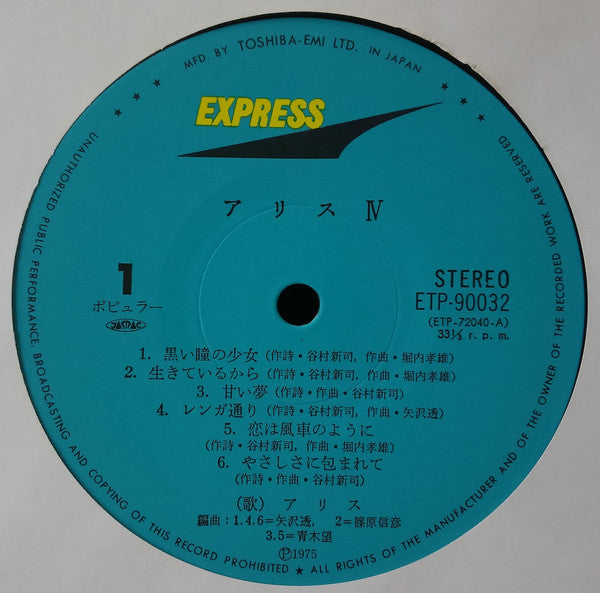 MFD. BY TOSHIBA-EMI LTD. IN JAPAN
UNAUTHORIZED PUBLIC PERFORMANCE, BROADCASTING AND COPYING OF THIS RECORD PROHIBITED ★ ALL RIGHTS OF THE MANUFACTURER AND OF THE OWNER OF THE RECORDED WORK ARE RESERVED
EXPRESS
アリス Ⅳ
1
ポピュラー
JASRAC
STEREO
ETP-90032
(ETP-72040-A)
33⅓ r. p. m.
1. 黒い瞳の少女 (作詩・谷村新司, 作曲・堀内孝雄)
2. 生きているから (作詩・谷村新司, 作曲・堀内孝雄)
3. 甘い夢 (作詩・作曲・谷村新司)
4. レンガ通り (作詩・谷村新司, 作曲・矢沢透)
5. 恋は風車のように
(作詩・谷村新司, 作曲・堀内孝雄)
6. やさしさに包まれて
(作詩・作曲・谷村新司)
(歌) アリス
編曲：1.4.6=矢沢透, 2=篠原信彦
3.5=青木望
Ⓟ1975